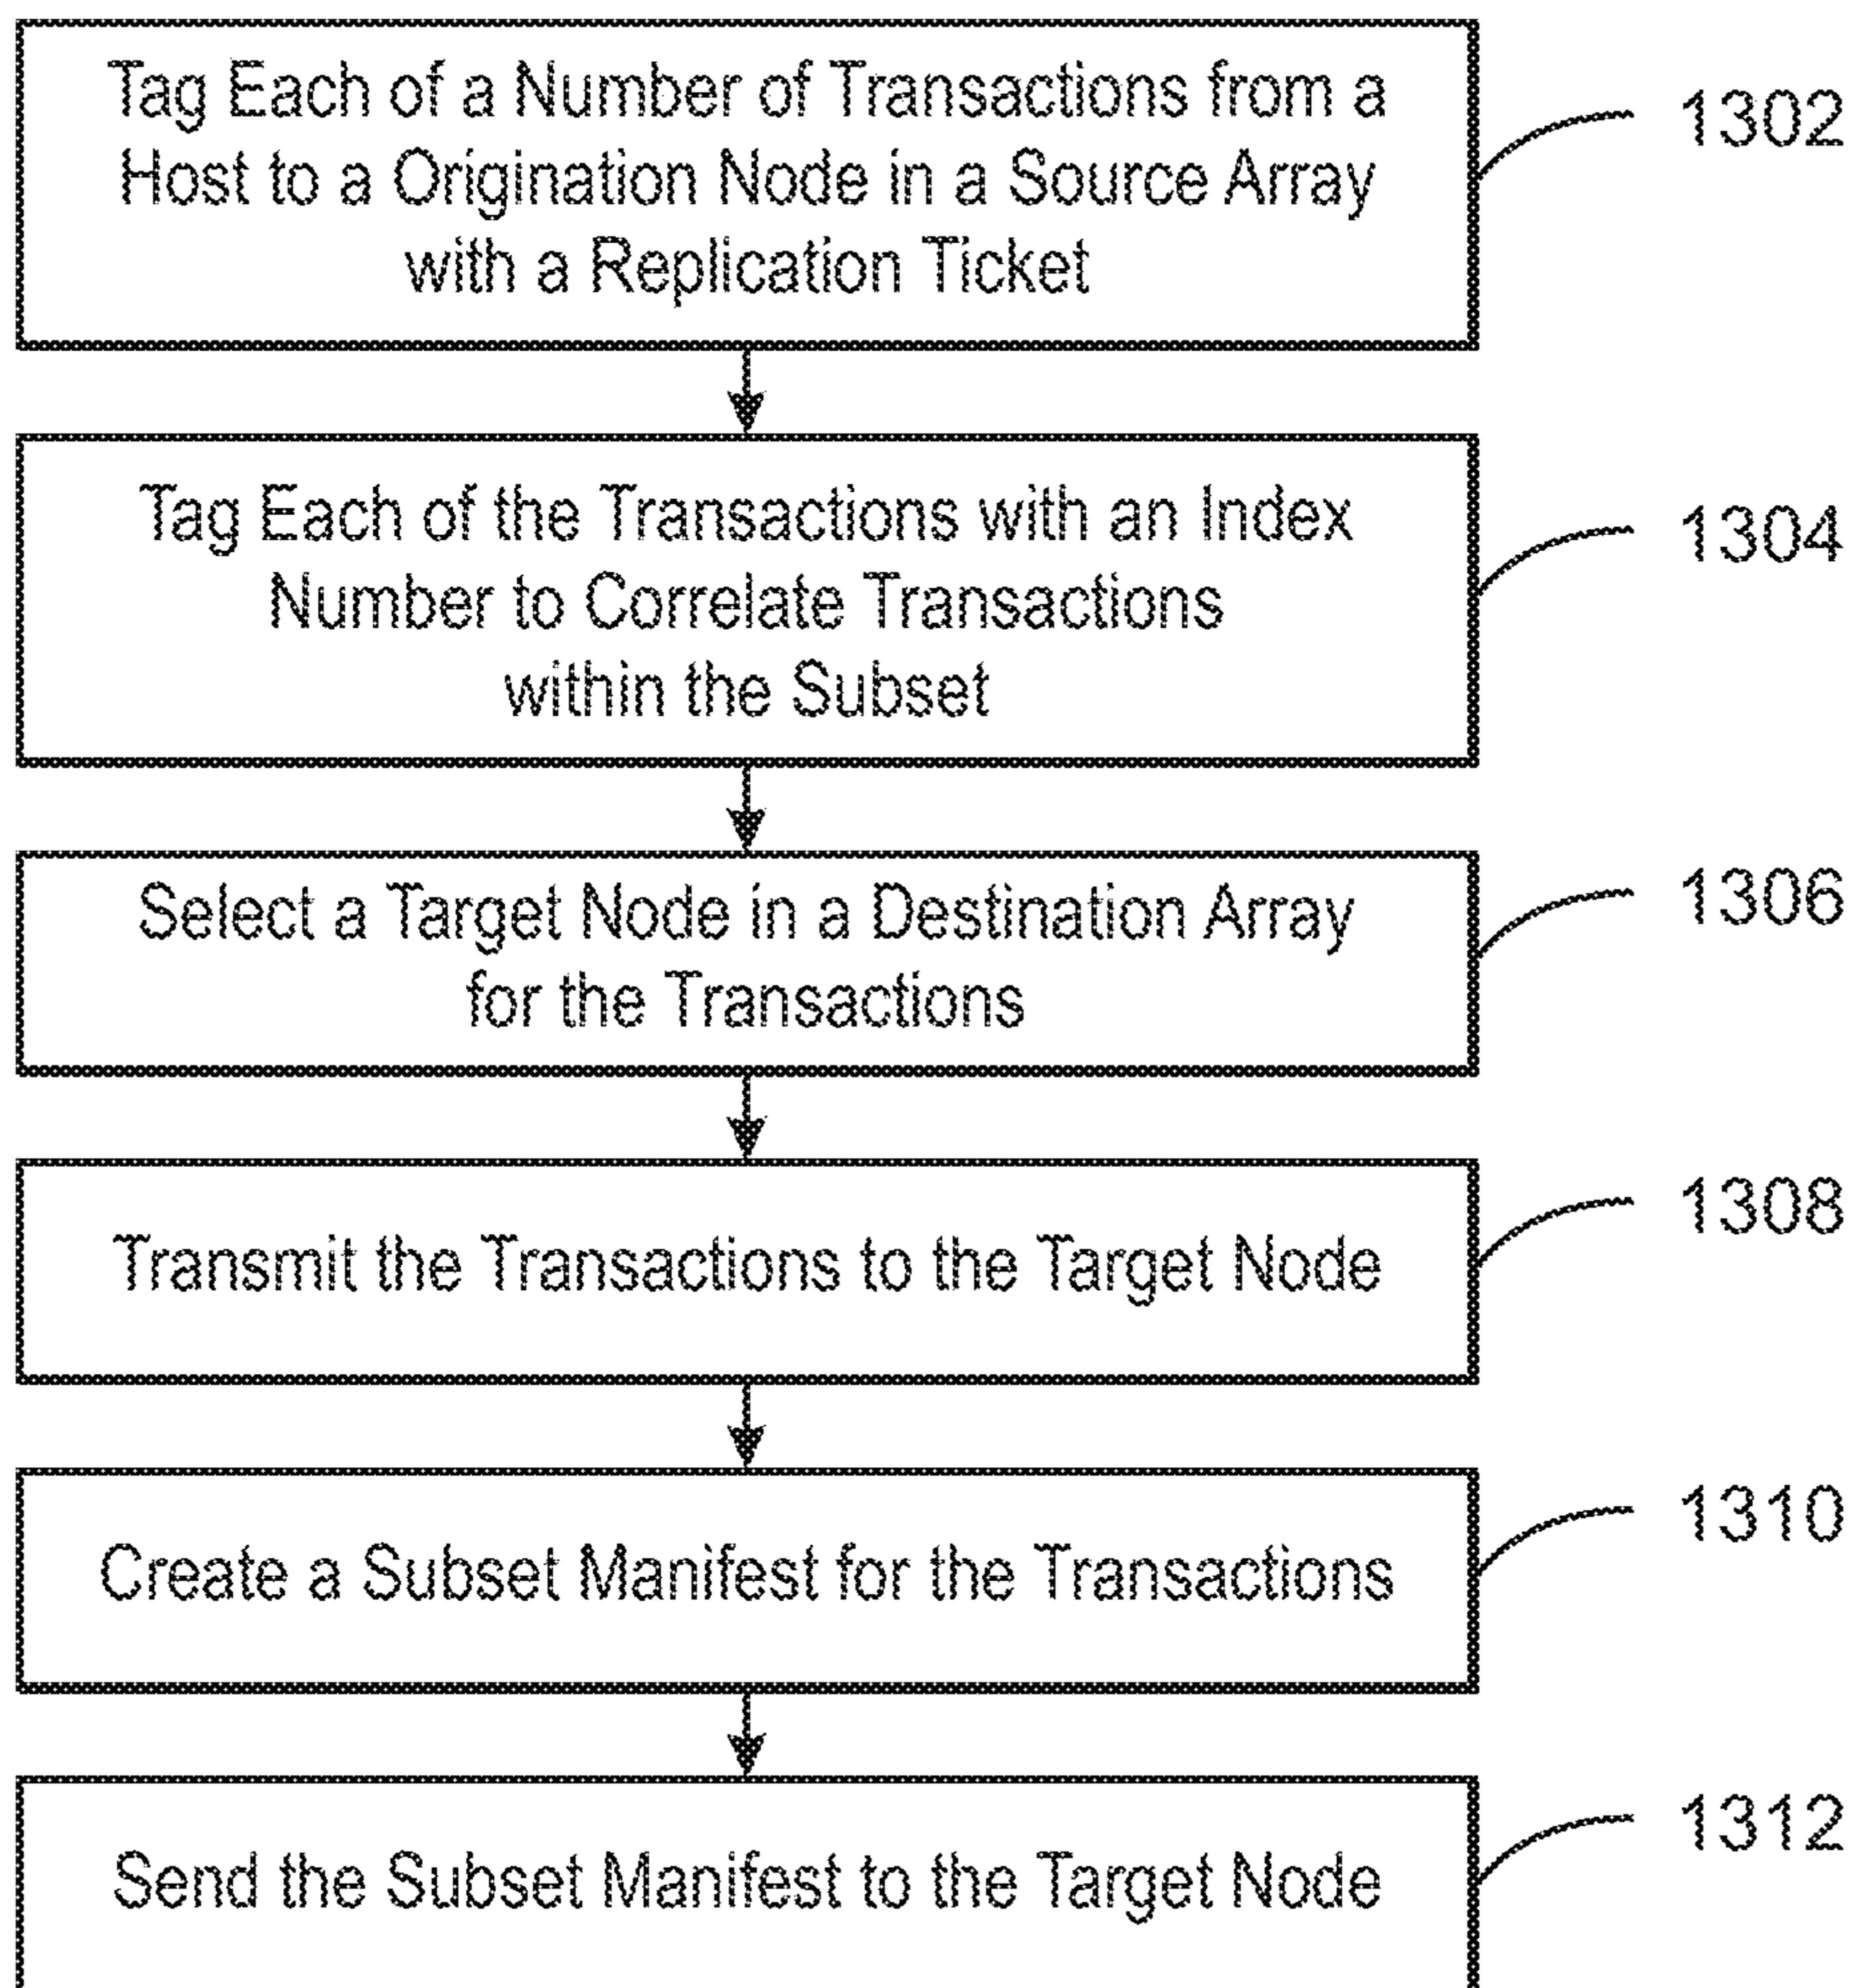 Tag Each of a Number of Transactions from a
Host to a Origination Node in a Source Array
with a Replication Ticket
1302
Tag Each of the Transactions with an Index
Number to Correlate Transactions
within the Subset
1304
Select a Target Node in a Destination Array
for the Transactions
1306
Transmit the Transactions to the Target Node
1308
Create a Subset Manifest for the Transactions
1310
Send the Subset Manifest to the Target Node
1312